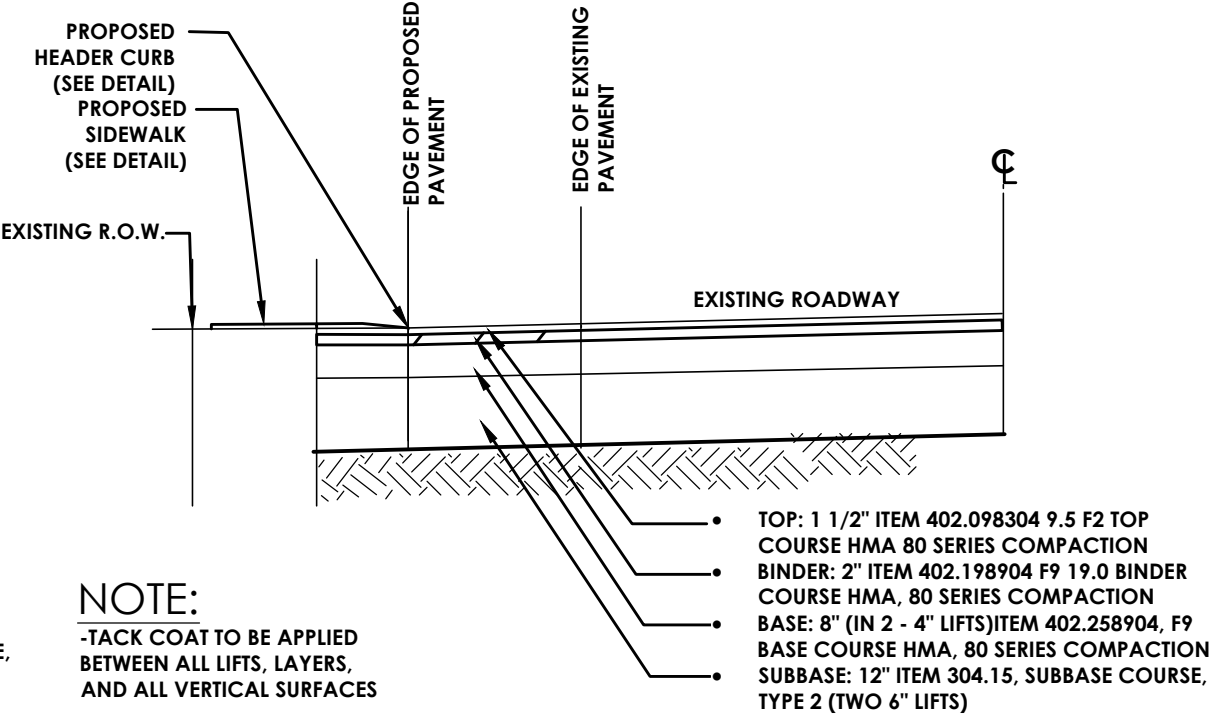 PROPOSED
HEADER CURB
(SEE DETAIL)
PROPOSED
SIDEWALK
(SEE DETAIL)
EXISTING R.O.W.
EDGE OF PROPOSED
PAVEMENT
EDGE OF EXISTING
PAVEMENT
℄
EXISTING ROADWAY
• TOP: 1 1/2" ITEM 402.098304 9.5 F2 TOP
COURSE HMA 80 SERIES COMPACTION
• BINDER: 2" ITEM 402.198904 F9 19.0 BINDER
COURSE HMA, 80 SERIES COMPACTION
• BASE: 8" (IN 2 - 4" LIFTS)ITEM 402.258904, F9
BASE COURSE HMA, 80 SERIES COMPACTION
• SUBBASE: 12" ITEM 304.15, SUBBASE COURSE,
TYPE 2 (TWO 6" LIFTS)
NOTE:
-TACK COAT TO BE APPLIED
BETWEEN ALL LIFTS, LAYERS,
AND ALL VERTICAL SURFACES